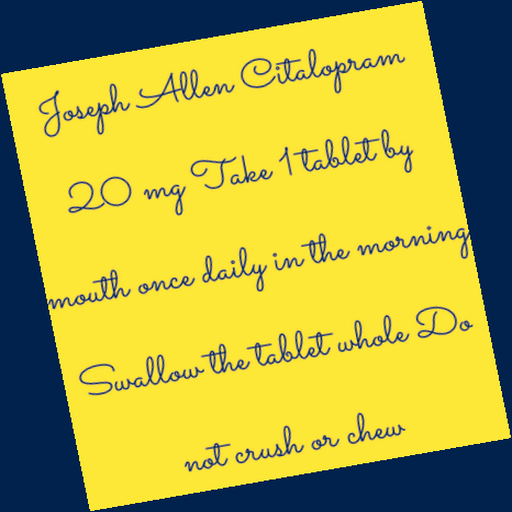 Joseph Allen Citalopram
20 mg Take 1 tablet by
mouth once daily in the morning
Swallow the tablet whole Do
not crush or chew